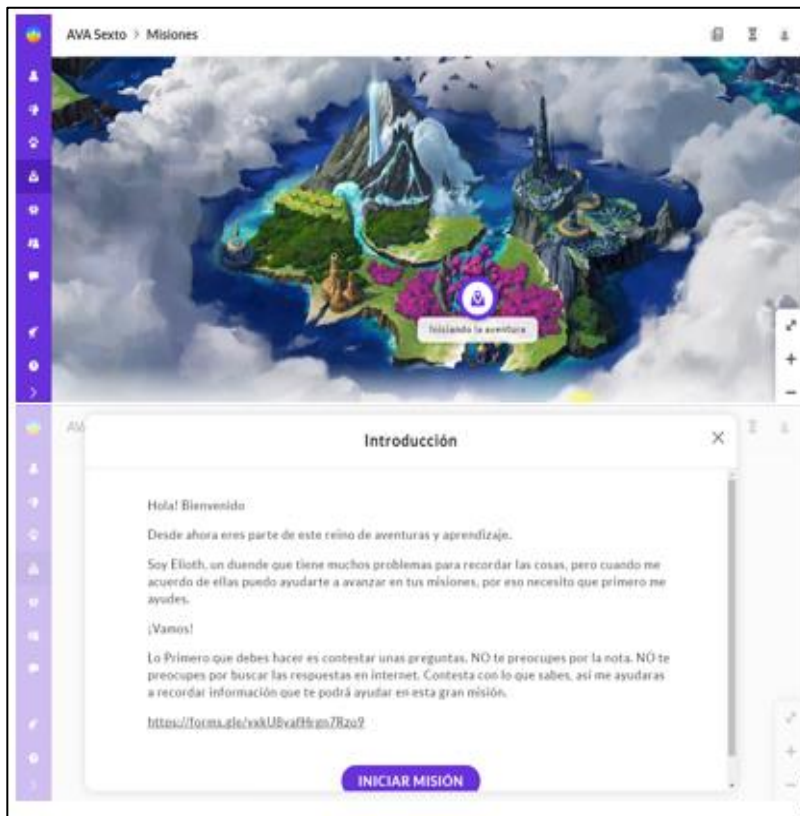 AVA Sexto > Misiones
Iniciando la aventura
Introducción
Hola! Bienvenido
Desde ahora eres parte de este reino de aventuras y aprendizaje.
Soy Elioth, un duende que tiene muchos problemas para recordar las cosas, pero cuando me
acuerdo de ellas puedo ayudarte a avanzar en tus misiones, por eso necesito que primero me
ayudes.
¡Vamos!
Lo Primero que debes hacer es contestar unas preguntas. NO te preocupes por la nota. NO te
preocupes por buscar las respuestas en internet. Contesta con lo que sabes, así me ayudaras
a recordar información que te podrá ayudar en esta gran misión.
INICIAR MISIÓN